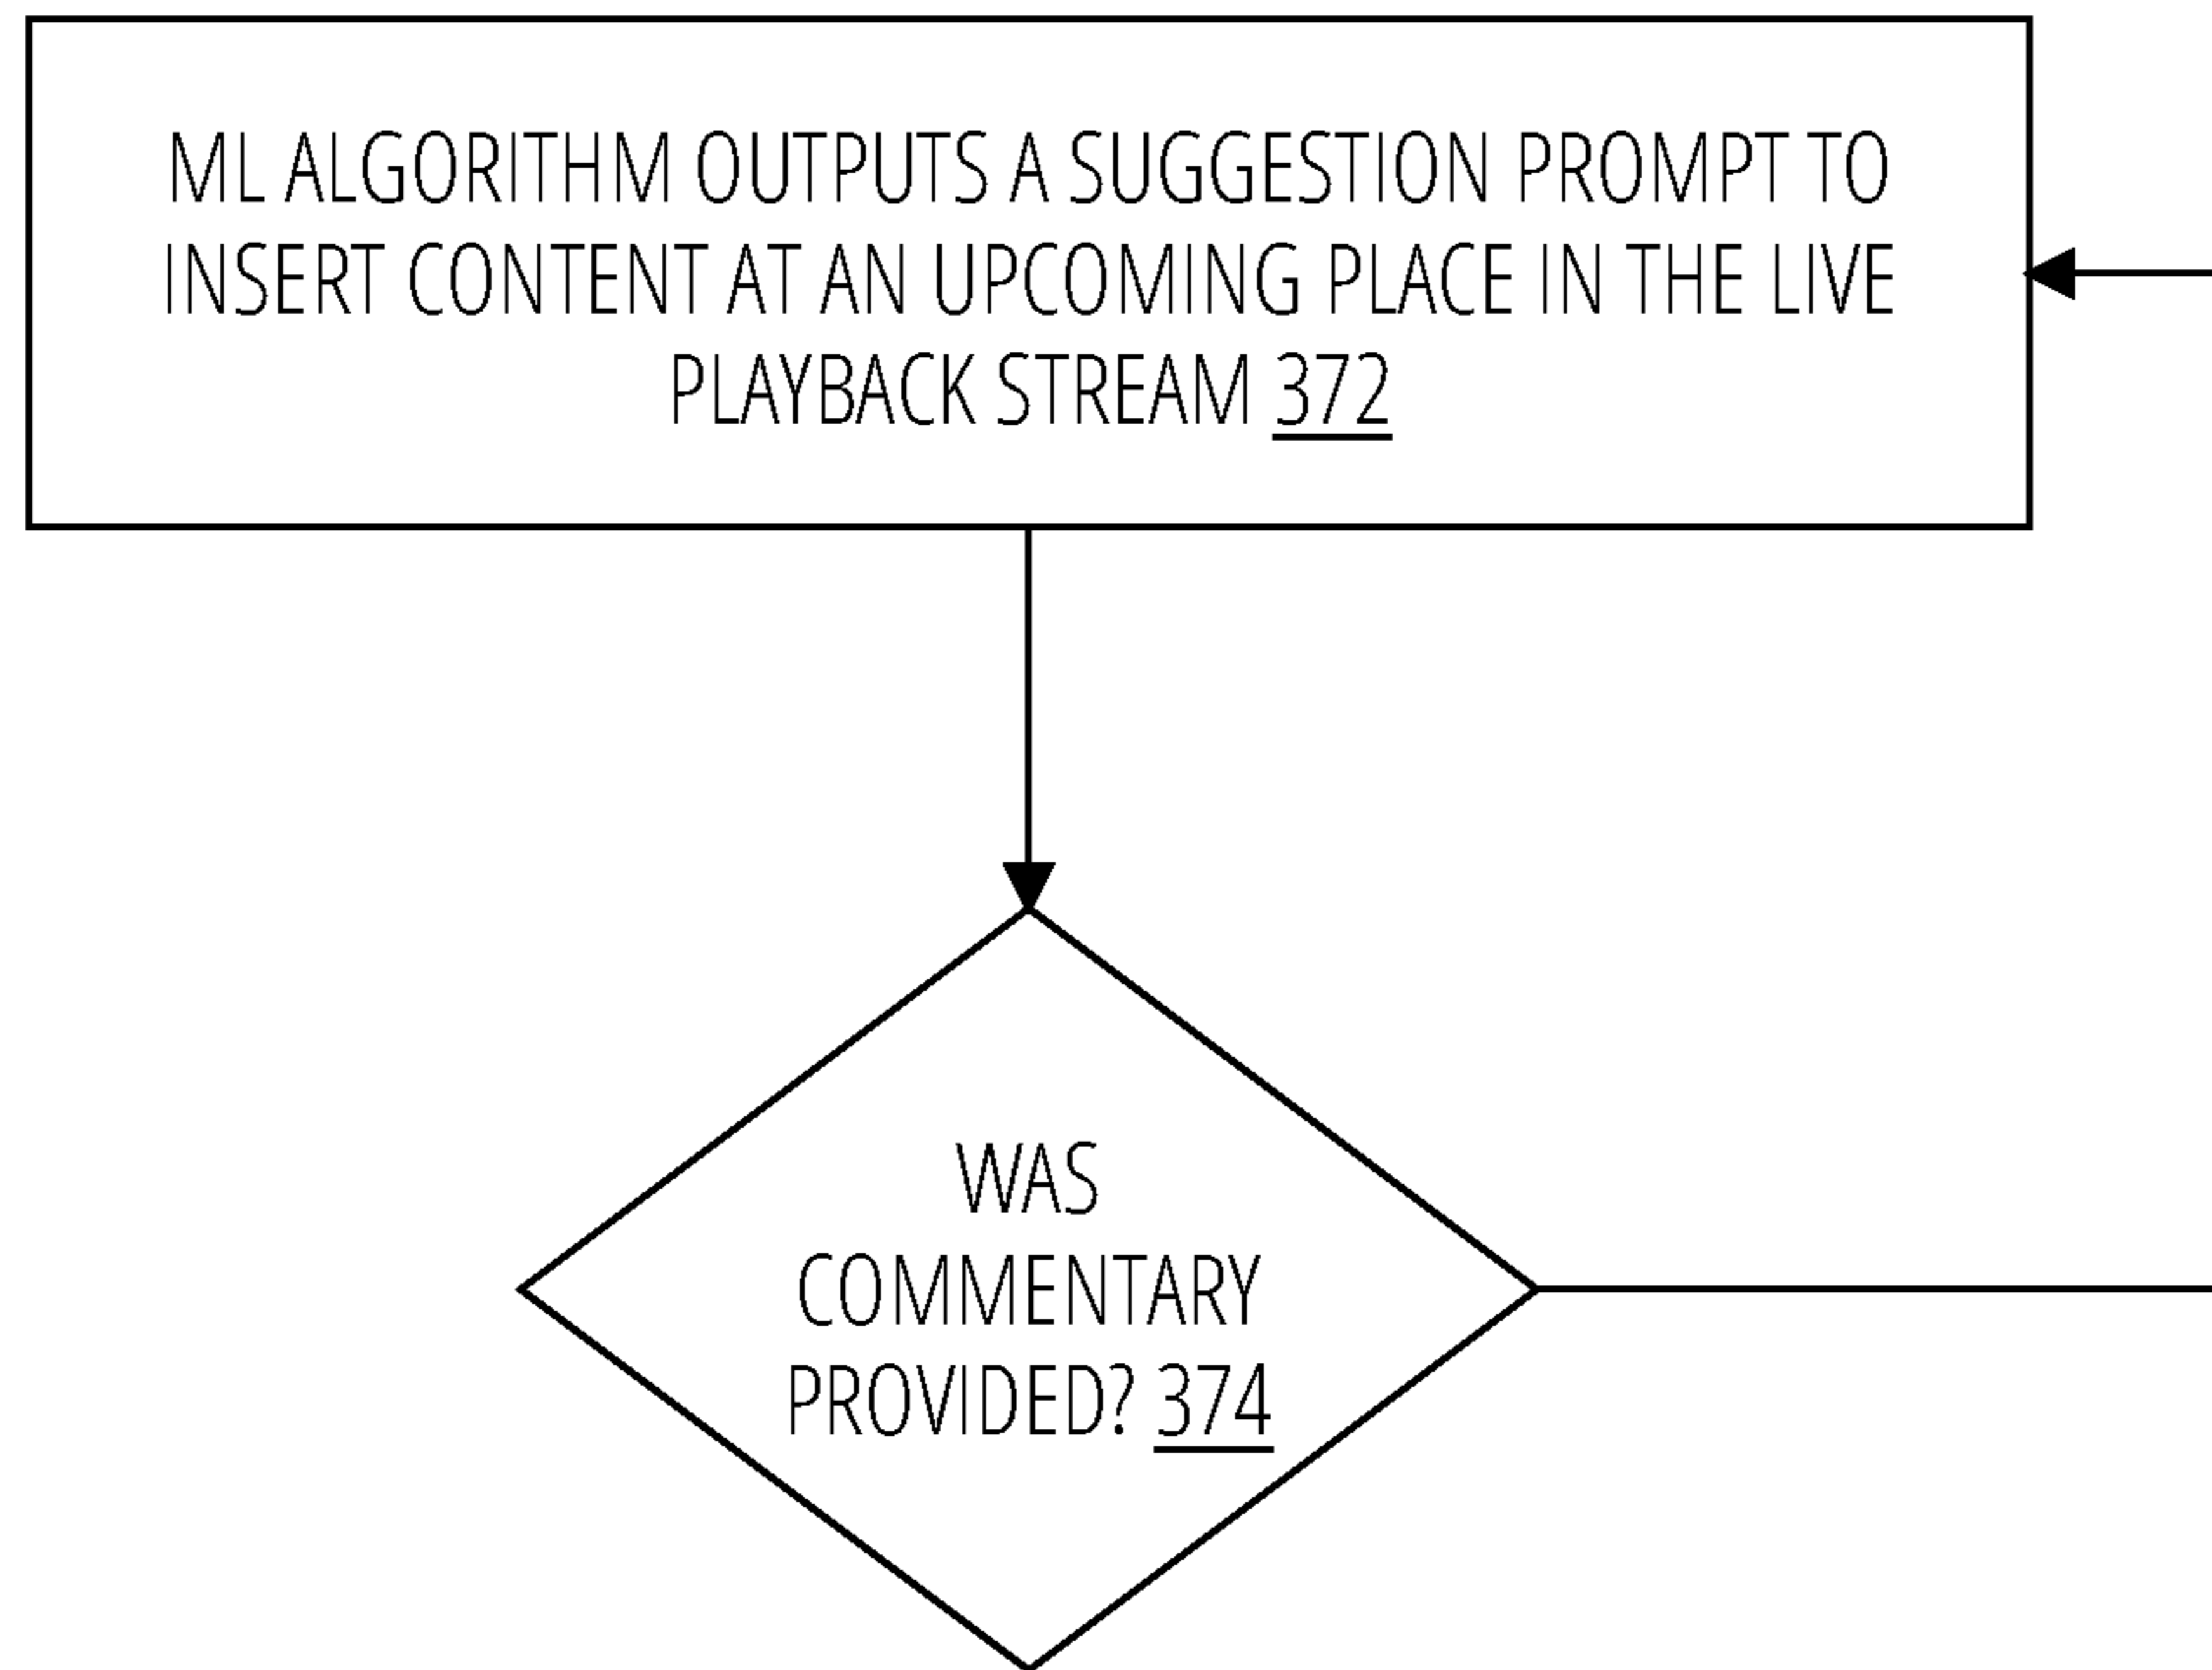 ML ALGORITHM OUTPUTS A SUGGESTION PROMPT TO
INSERT CONTENT AT AN UPCOMING PLACE IN THE LIVE
PLAYBACK STREAM 372
WAS
COMMENTARY
PROVIDED? 374